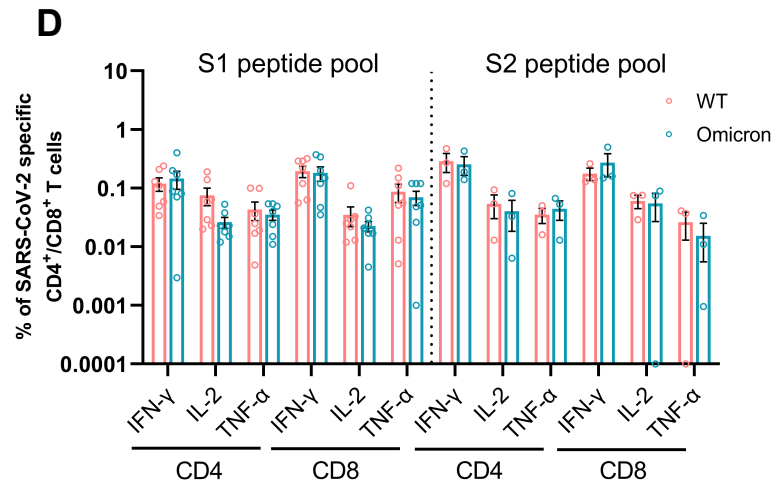 D
S1 peptide pool
S2 peptide pool
WT
Omicron
% of SARS-CoV-2 specific
CD4⁺/CD8⁺ T cells
10
1
0.1
0.01
0.001
0.0001
IFN-γ
IL-2
TNF-α
IFN-γ
IL-2
TNF-α
IFN-γ
IL-2
TNF-α
IFN-γ
IL-2
TNF-α
CD4
CD8
CD4
CD8